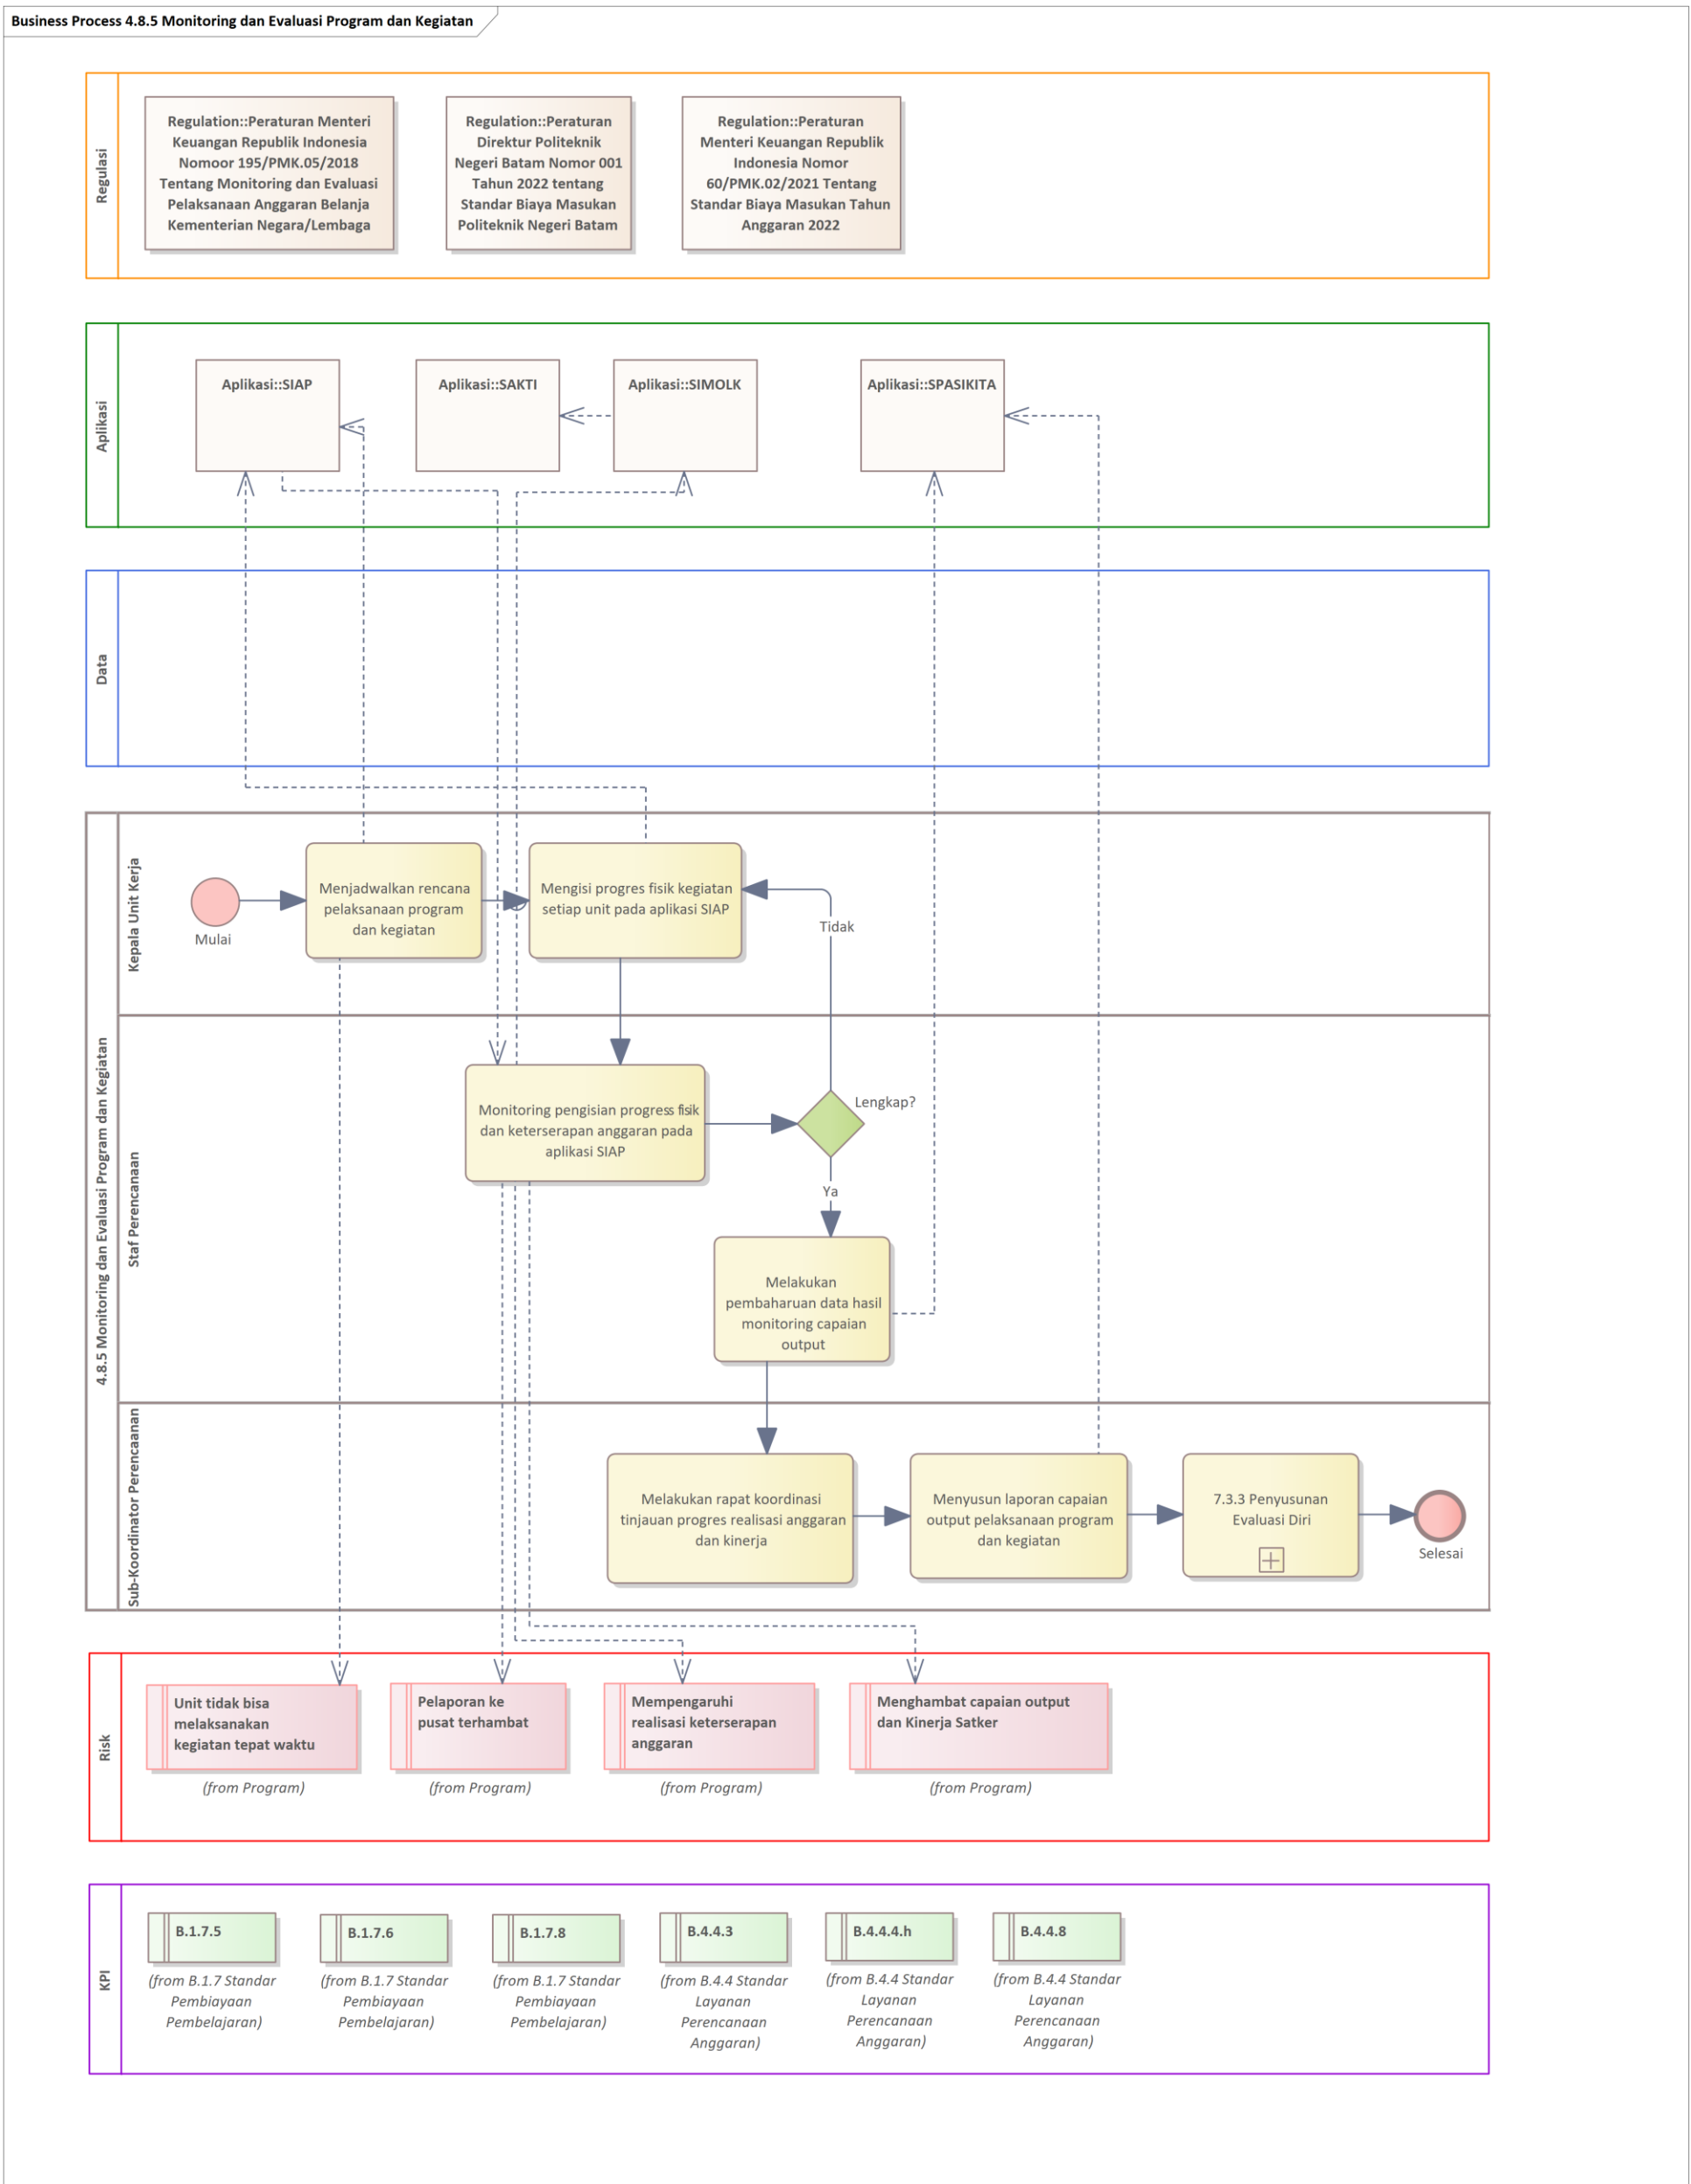 Business Process 4.8.5 Monitoring dan Evaluasi Program dan Kegiatan
Regulasi
Regulation::Peraturan Menteri
Keuangan Republik Indonesia
Nomoor 195/PMK.05/2018
Tentang Monitoring dan Evaluasi
Pelaksanaan Anggaran Belanja
Kementerian Negara/Lembaga
Regulation::Peraturan
Direktur Politeknik
Negeri Batam Nomor 001
Tahun 2022 tentang
Standar Biaya Masukan
Politeknik Negeri Batam
Regulation::Peraturan
Menteri Keuangan Republik
Indonesia Nomor
60/PMK.02/2021 Tentang
Standar Biaya Masukan Tahun
Anggaran 2022
Aplikasi
Aplikasi::SIAP
Aplikasi::SAKTI
Aplikasi::SIMOLK
Aplikasi::SPASIKITA
Data
4.8.5 Monitoring dan Evaluasi Program dan Kegiatan
Kepala Unit Kerja
Mulai
Menjadwalkan rencana
pelaksanaan program
dan kegiatan
Mengisi progres fisik kegiatan
setiap unit pada aplikasi SIAP
Tidak
Staf Perencanaan
Monitoring pengisian progress fisik
dan keterserapan anggaran pada
aplikasi SIAP
Lengkap?
Ya
Melakukan
pembaharuan data hasil
monitoring capaian
output
Sub-Koordinator Perencaanan
Melakukan rapat koordinasi
tinjauan progres realisasi anggaran
dan kinerja
Menyusun laporan capaian
output pelaksanaan program
dan kegiatan
7.3.3 Penyusunan
Evaluasi Diri
Selesai
Risk
Unit tidak bisa
melaksanakan
kegiatan tepat waktu
(from Program)
Pelaporan ke
pusat terhambat
(from Program)
Mempengaruhi
realisasi keterserapan
anggaran
(from Program)
Menghambat capaian output
dan Kinerja Satker
(from Program)
KPI
B.1.7.5
(from B.1.7 Standar
Pembiayaan
Pembelajaran)
B.1.7.6
(from B.1.7 Standar
Pembiayaan
Pembelajaran)
B.1.7.8
(from B.1.7 Standar
Pembiayaan
Pembelajaran)
B.4.4.3
(from B.4.4 Standar
Layanan
Perencanaan
Anggaran)
B.4.4.4.h
(from B.4.4 Standar
Layanan
Perencanaan
Anggaran)
B.4.4.8
(from B.4.4 Standar
Layanan
Perencanaan
Anggaran)